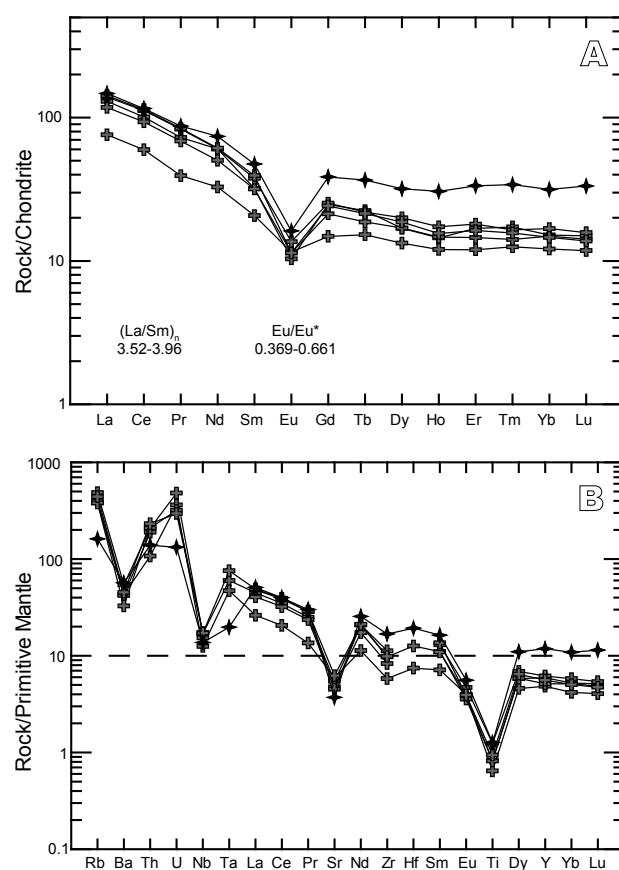 A
Rock/Chondrite
100
10
1
(La/Sm)n Eu/Eu*
3.52-3.96 0.369-0.661
La Ce Pr Nd Sm Eu Gd Tb Dy Ho Er Tm Yb Lu
B
Rock/Primitive Mantle
1000
100
10
1
0.1
Rb Ba Th U Nb Ta La Ce Pr Sr Nd Zr Hf Sm Eu Ti Dy Y Yb Lu